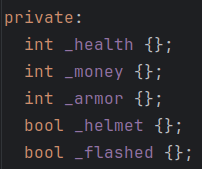 private:
  int _health {};
  int _money {};
  int _armor {};
  bool _helmet {};
  bool _flashed {};